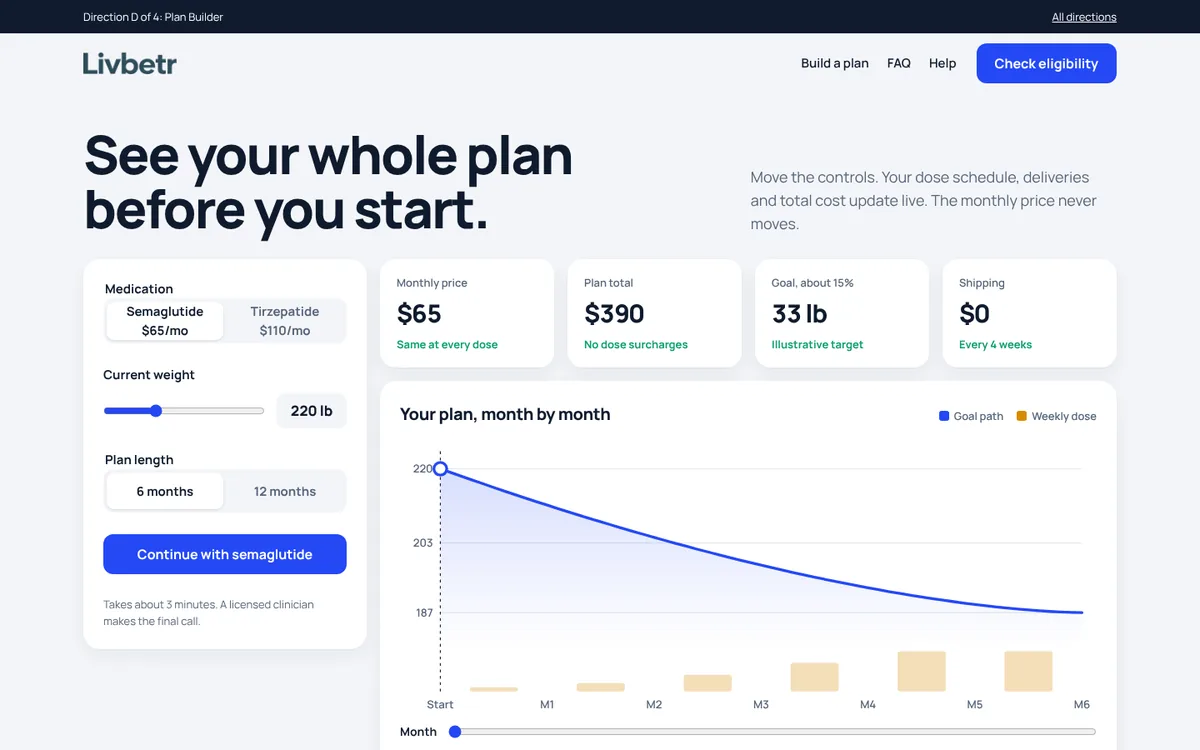 Direction D of 4: Plan Builder
All directions
Livbetr
Build a plan
FAQ
Help
Check eligibility
See your whole plan
before you start.
Move the controls. Your dose schedule, deliveries
and total cost update live. The monthly price never
moves.
Medication
Semaglutide
$65/mo
Tirzepatide
$110/mo
Current weight
220 lb
Plan length
6 months
12 months
Continue with semaglutide
Takes about 3 minutes. A licensed clinician
makes the final call.
Monthly price
$65
Same at every dose
Plan total
$390
No dose surcharges
Goal, about 15%
33 lb
Illustrative target
Shipping
$0
Every 4 weeks
Your plan, month by month
Goal path
Weekly dose
220
203
187
Start
M1
M2
M3
M4
M5
M6
Month